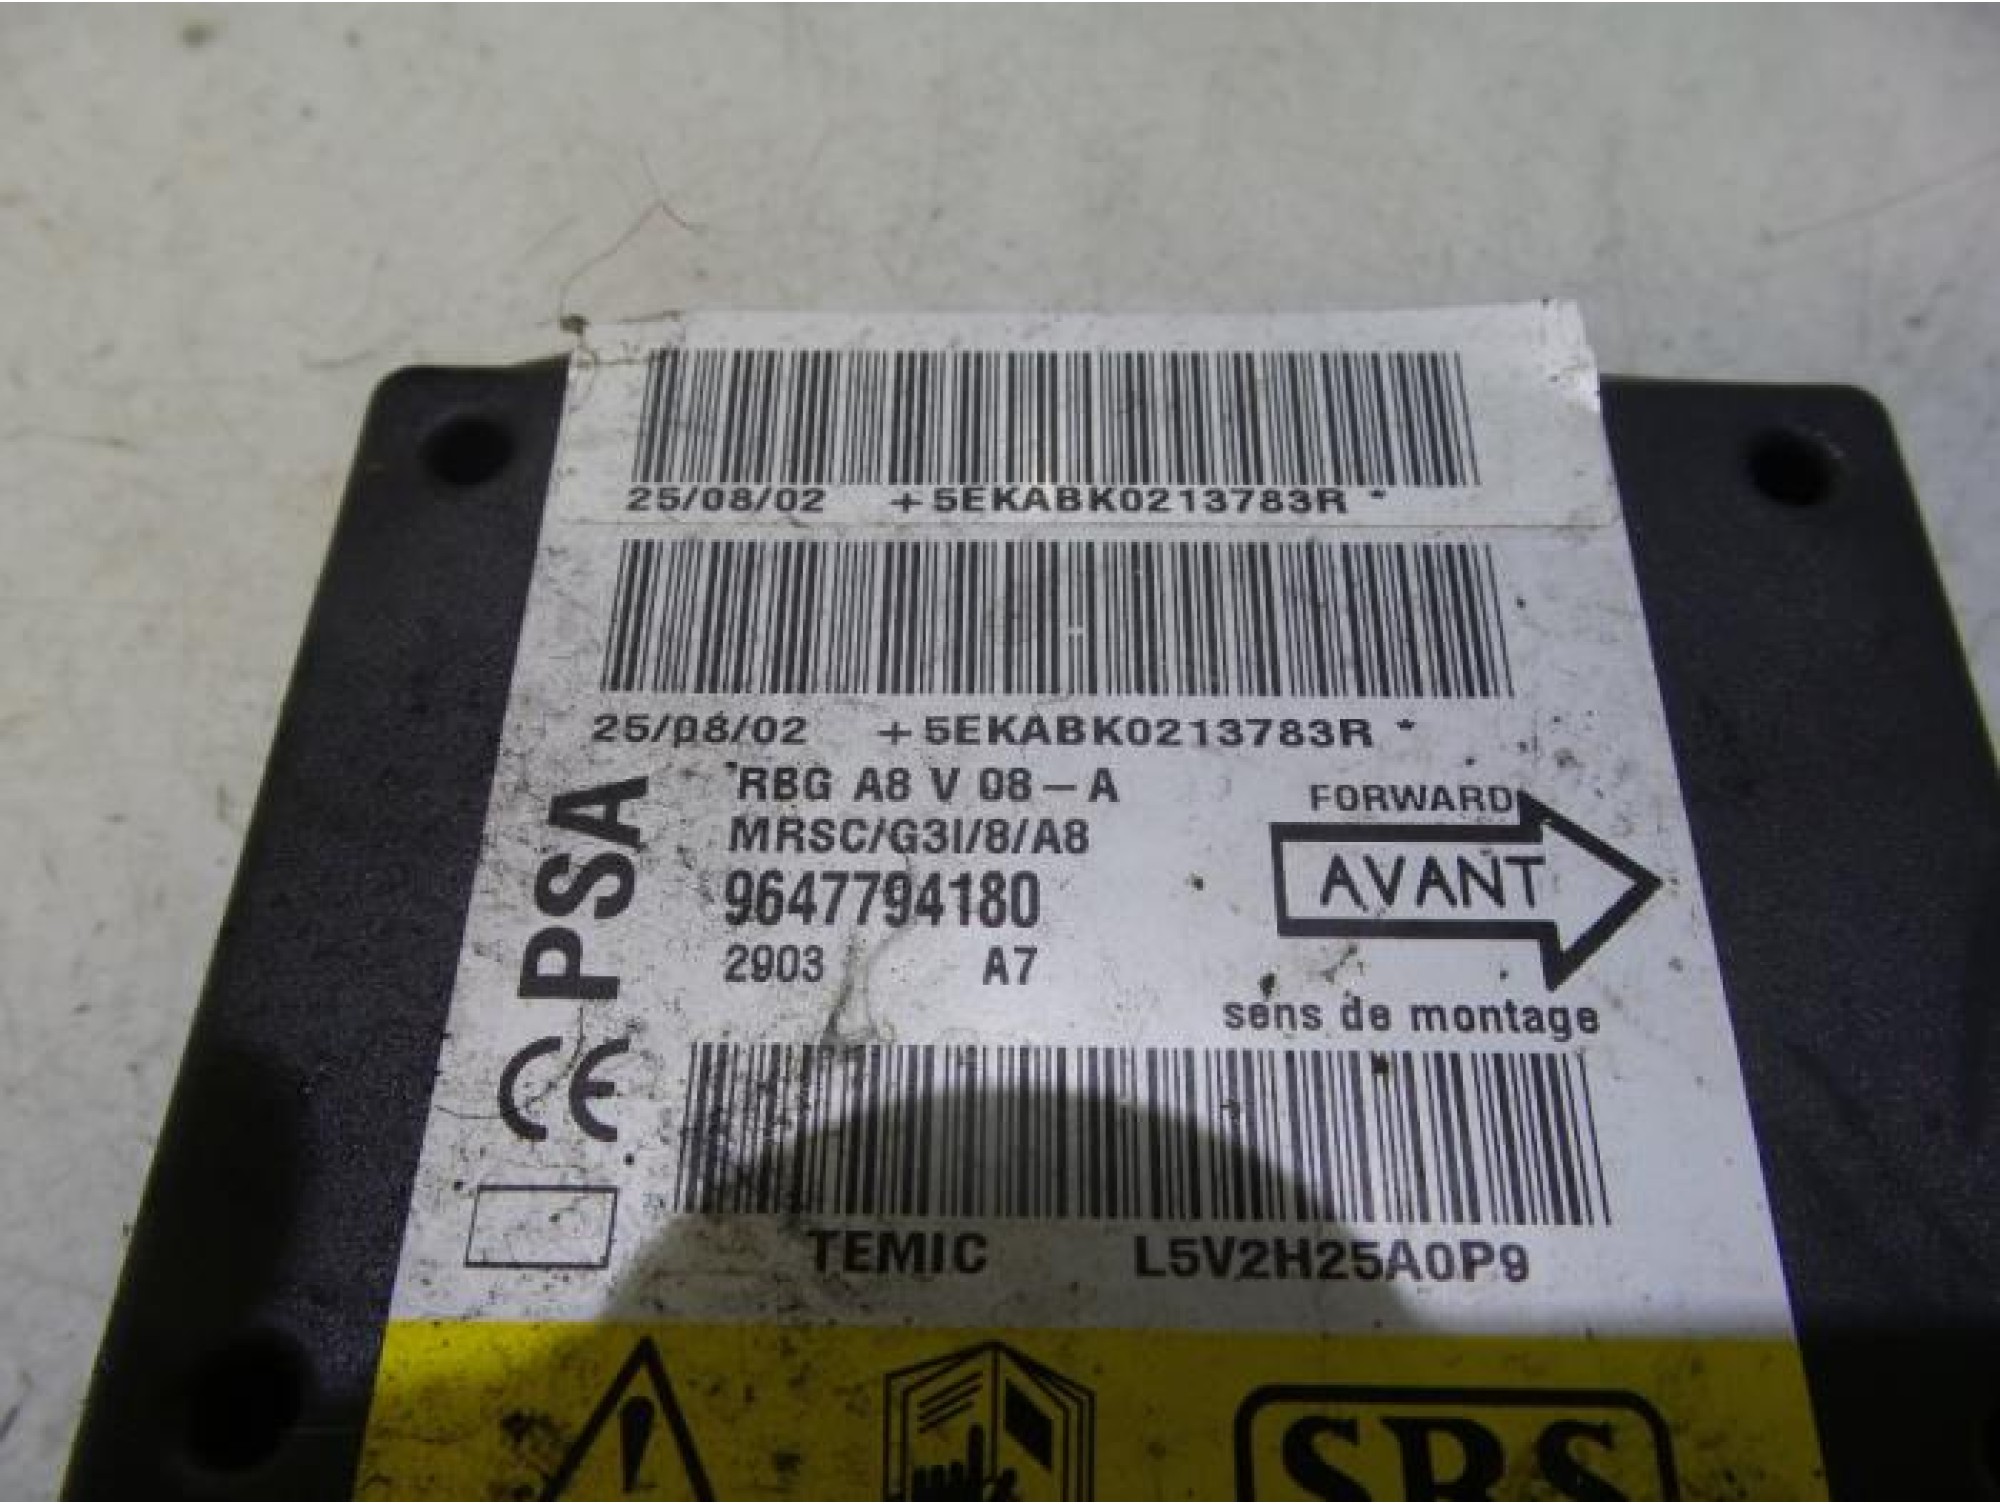 25/08/02 +5EKABK0213783R *
25/08/02 +5EKABK0213783R *
RBG A8 V 08-A
MRSC/G3I/8/A8
9647794180
2903 A7
PSA
CE
FORWARD
AVANT
sens de montage
TEMIC L5V2H25A0P9
SRS